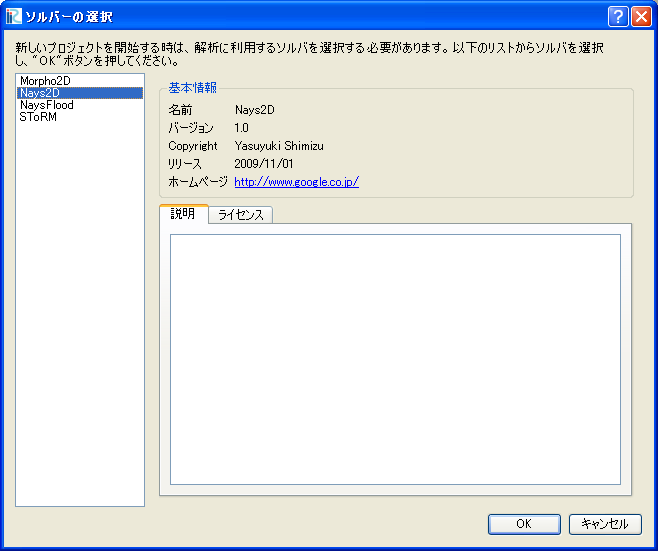 ソルバーの選択
新しいプロジェクトを開始する時は、解析に利用するソルバを選択する必要があります。以下のリストからソルバを選択
し、"OK"ボタンを押してください。
Morpho2D
Nays2D
NaysFlood
SToRM
基本情報
名前 Nays2D
バージョン 1.0
Copyright Yasuyuki Shimizu
リリース 2009/11/01
ホームページ http://www.google.co.jp/
説明 ライセンス
OK キャンセル